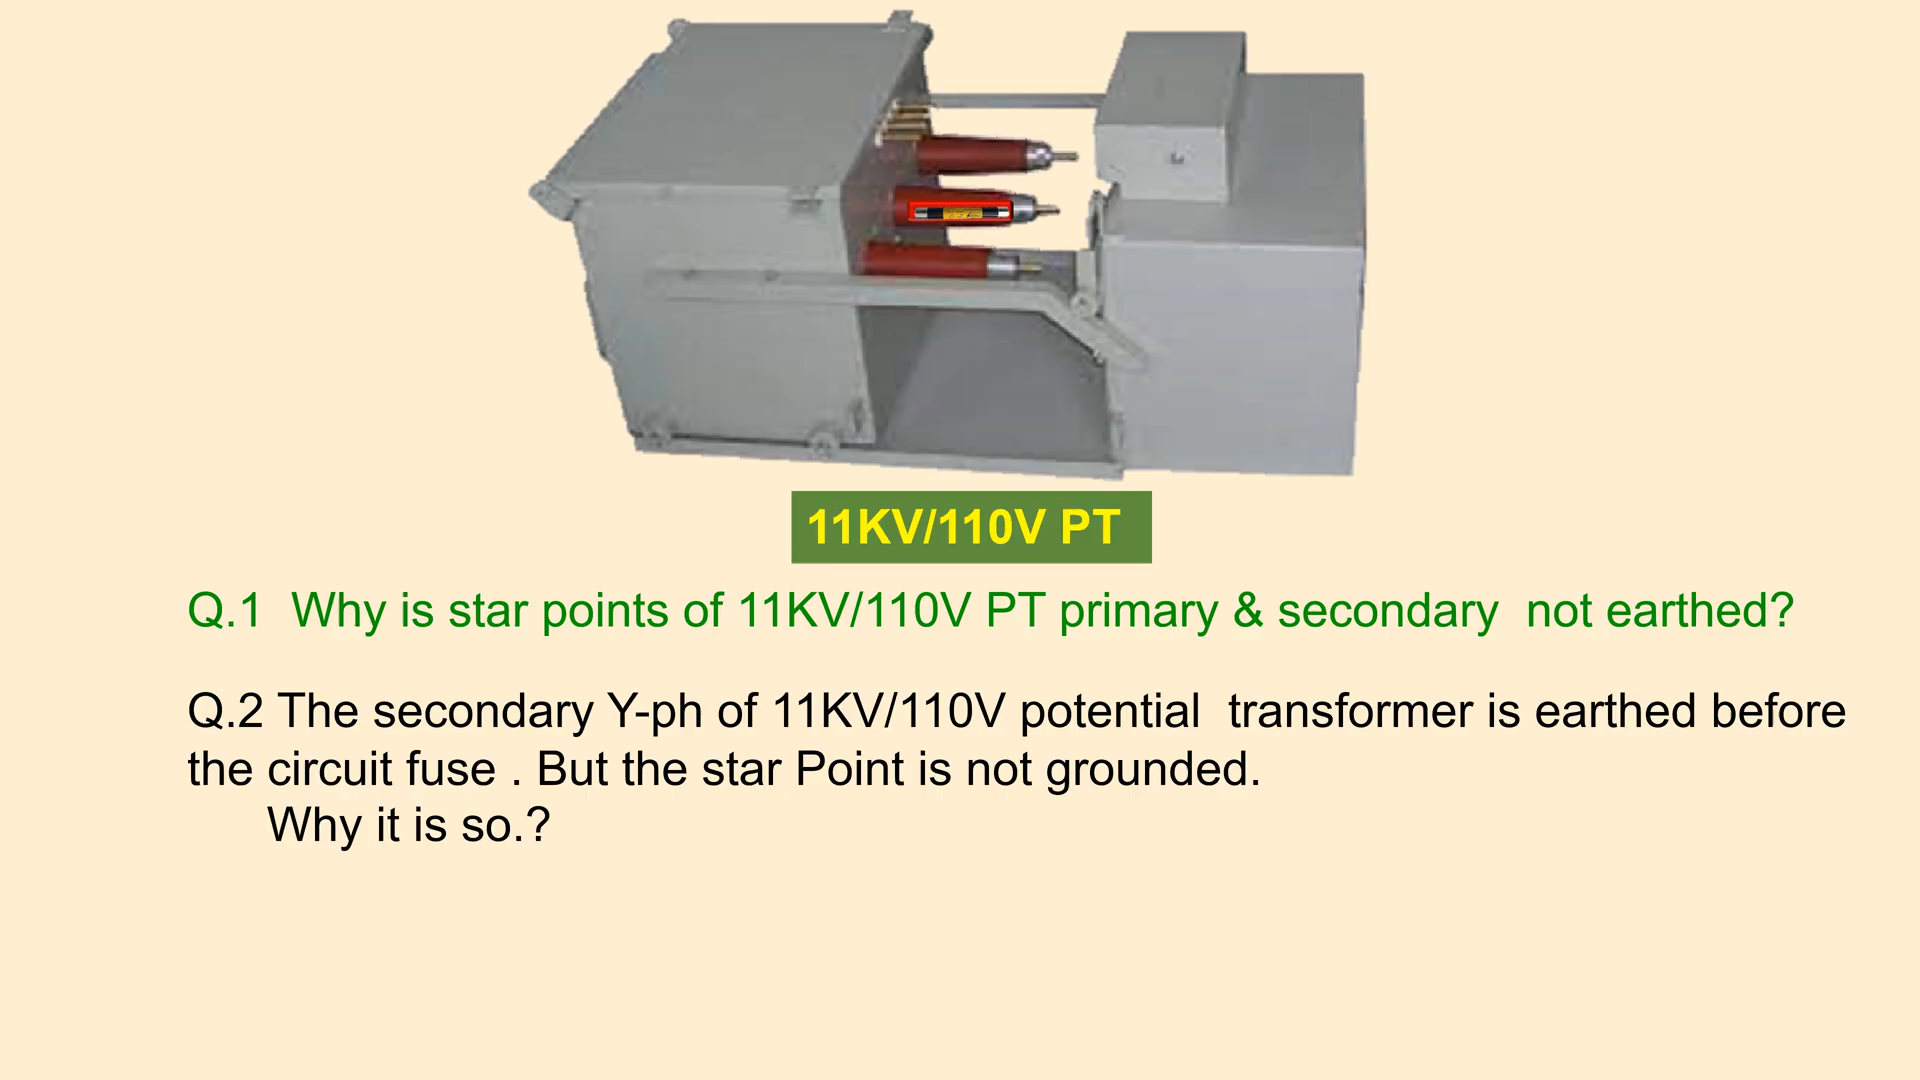 11KV/110V PT
Q.1 Why is star points of 11KV/110V PT primary & secondary not earthed?
Q.2 The secondary Y-ph of 11KV/110V potential transformer is earthed before
the circuit fuse . But the star Point is not grounded.
Why it is so.?